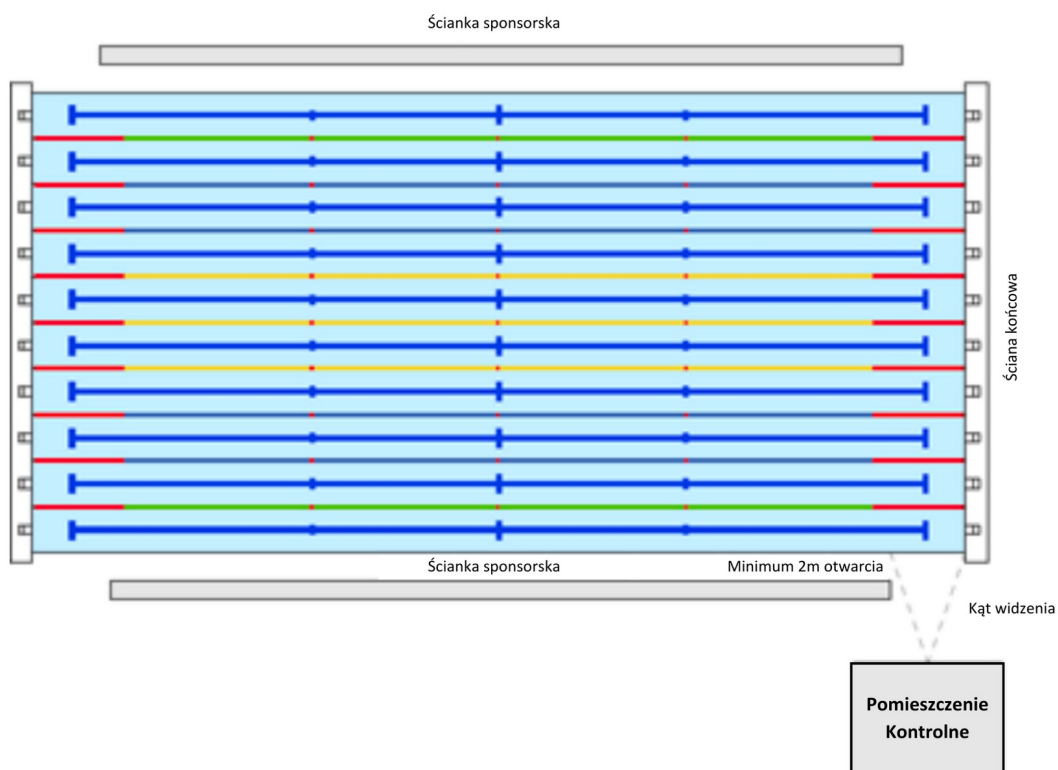 Ścianka sponsorska
Ściana końcowa
Ścianka sponsorska
Minimum 2m otwarcia
Kąt widzenia
Pomieszczenie
Kontrolne